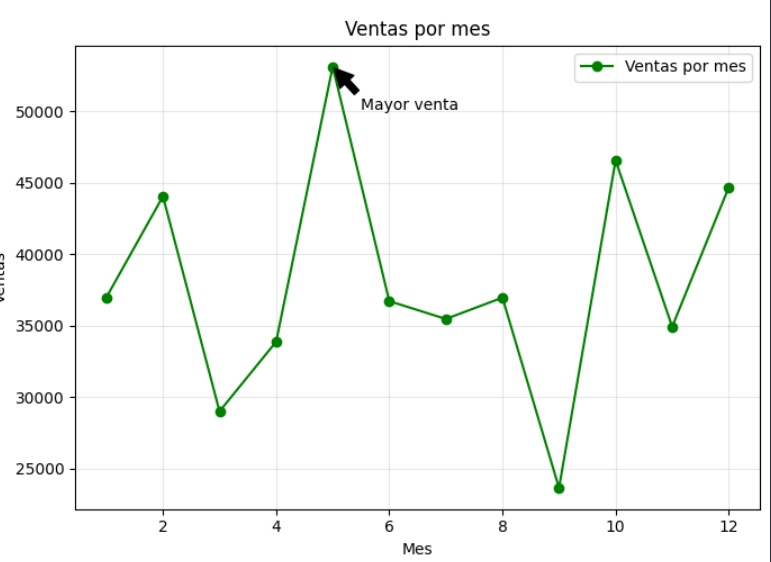 Ventas por mes
Ventas por mes
Mayor venta
50000
45000
40000
35000
30000
25000
Ventas
2 4 6 8 10 12
Mes